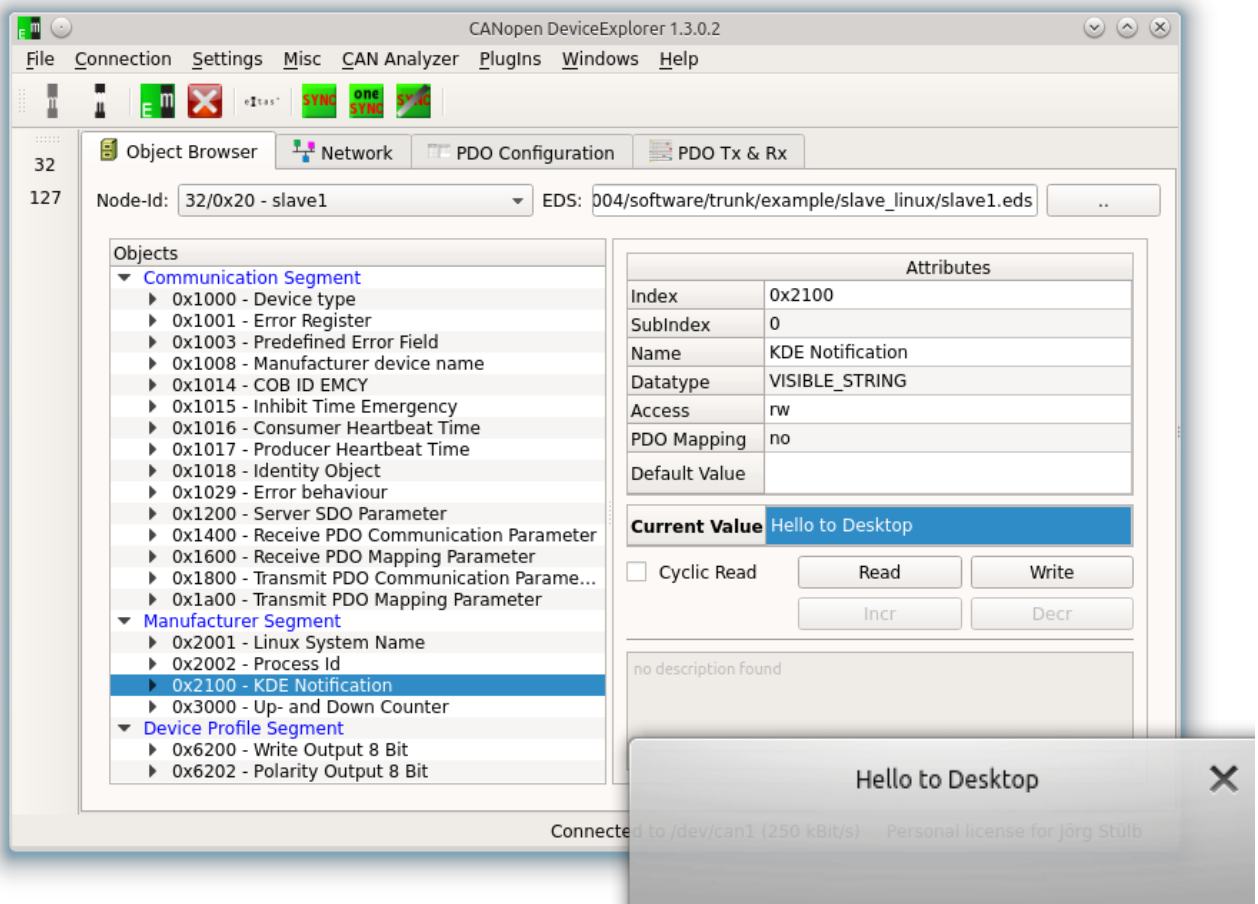 CANopen DeviceExplorer 1.3.0.2
File Connection Settings Misc CAN Analyzer PlugIns Windows Help
E m SYNC one SYNC SYNC
32
127
Object Browser Network PDO Configuration PDO Tx & Rx
Node-Id: 32/0x20 - slave1 EDS: 004/software/trunk/example/slave_linux/slave1.eds ..
Objects
Communication Segment
0x1000 - Device type
0x1001 - Error Register
0x1003 - Predefined Error Field
0x1008 - Manufacturer device name
0x1014 - COB ID EMCY
0x1015 - Inhibit Time Emergency
0x1016 - Consumer Heartbeat Time
0x1017 - Producer Heartbeat Time
0x1018 - Identity Object
0x1029 - Error behaviour
0x1200 - Server SDO Parameter
0x1400 - Receive PDO Communication Parameter
0x1600 - Receive PDO Mapping Parameter
0x1800 - Transmit PDO Communication Parame...
0x1a00 - Transmit PDO Mapping Parameter
Manufacturer Segment
0x2001 - Linux System Name
0x2002 - Process Id
0x2100 - KDE Notification
0x3000 - Up- and Down Counter
Device Profile Segment
0x6200 - Write Output 8 Bit
0x6202 - Polarity Output 8 Bit
Attributes
Index 0x2100
SubIndex 0
Name KDE Notification
Datatype VISIBLE_STRING
Access rw
PDO Mapping no
Default Value
Current Value Hello to Desktop
Cyclic Read Read Write
Incr Decr
no description found
Hello to Desktop
Connected to /dev/can1 (250 kBit/s) Personal license for Jörg Stülb